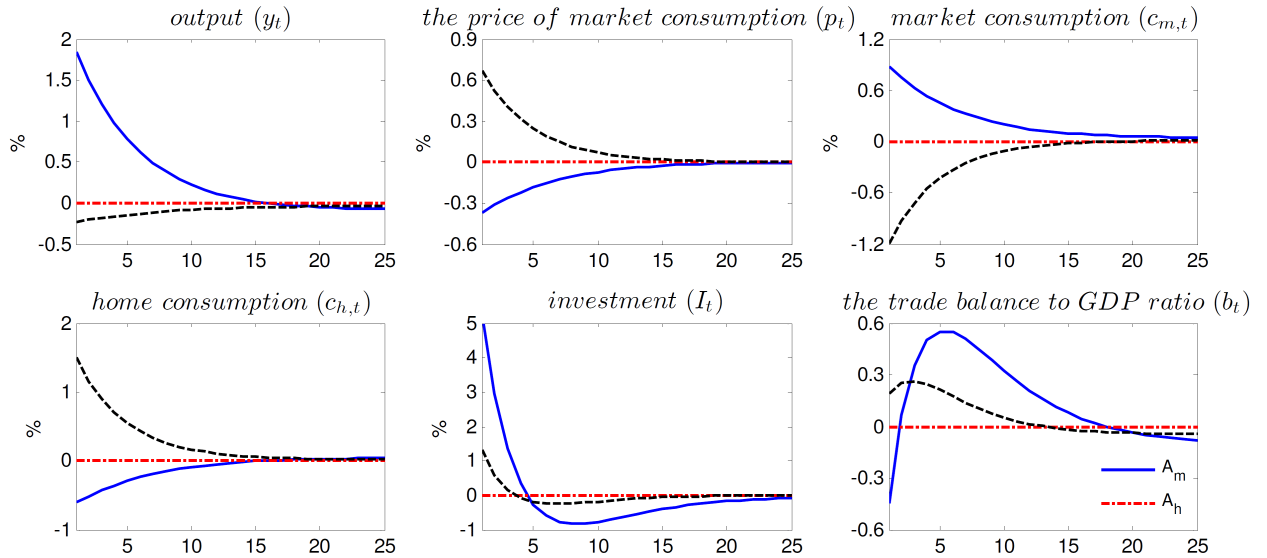 output (y_t)
the price of market consumption (p_t)
market consumption (c_{m,t})
2
1.5
1
0.5
0
-0.5
%
5 10 15 20 25
0.9
0.6
0.3
0
-0.3
-0.6
%
5 10 15 20 25
1.2
0.6
0
-0.6
-1.2
%
5 10 15 20 25
home consumption (c_{h,t})
investment (I_t)
the trade balance to GDP ratio (b_t)
2
1
0
-1
%
5 10 15 20 25
5
4
3
2
1
0
-1
%
5 10 15 20 25
0.6
0.3
0
-0.3
-0.6
5 10 15 20 25
A_m
A_h